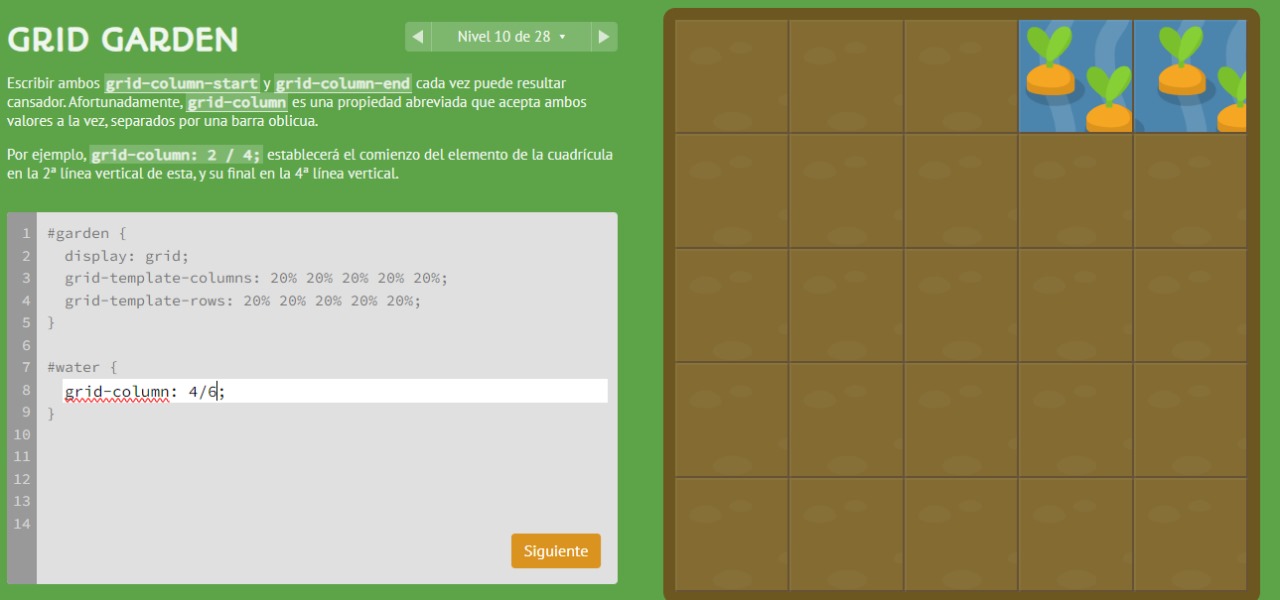 GRID GARDEN
Nivel 10 de 28
Escribir ambos grid-column-start y grid-column-end cada vez puede resultar
cansador. Afortunadamente, grid-column es una propiedad abreviada que acepta ambos
valores a la vez, separados por una barra oblicua.
Por ejemplo, grid-column: 2 / 4; establecerá el comienzo del elemento de la cuadrícula
en la 2ª línea vertical de esta, y su final en la 4ª línea vertical.
1 #garden {
2 display: grid;
3 grid-template-columns: 20% 20% 20% 20% 20%;
4 grid-template-rows: 20% 20% 20% 20% 20%;
5 }
6
7 #water {
8 grid-column: 4/6;
9 }
10
11
12
13
14
Siguiente